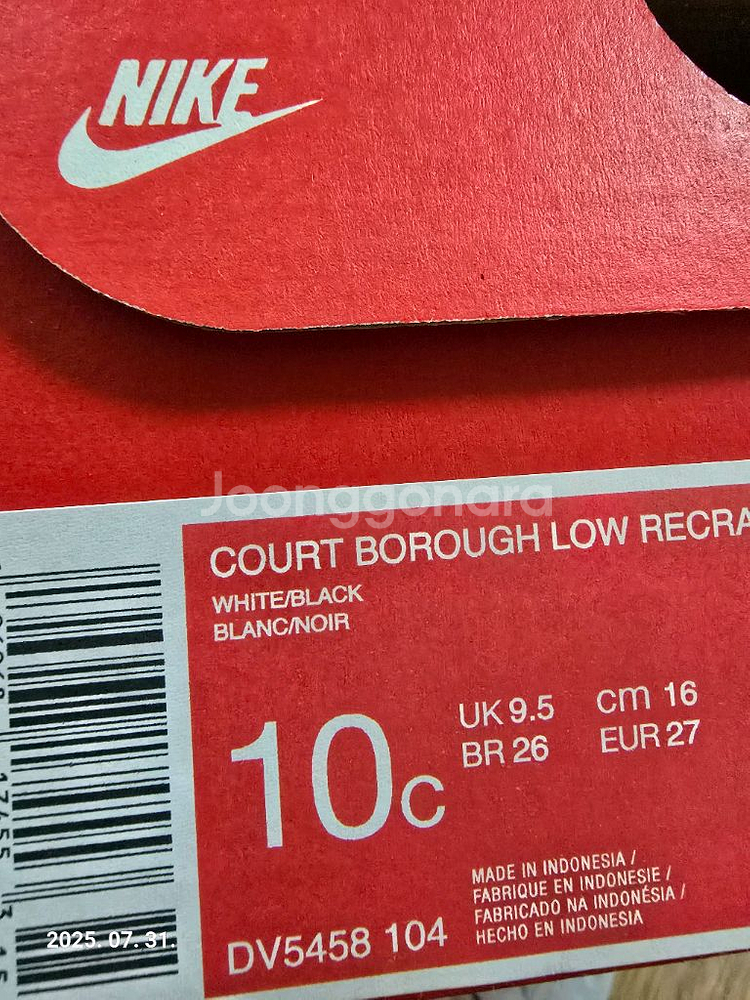 NIKE
Joonggonara
COURT BOROUGH LOW RECRA
WHITE/BLACK
BLANC/NOIR
10c
UK 9.5 cm 16
BR 26 EUR 27
MADE IN INDONESIA /
FABRIQUE EN INDONESIE /
FABRICADO NA INDONÉSIA /
HECHO EN INDONESIA
DV5458 104
2025. 07. 31.